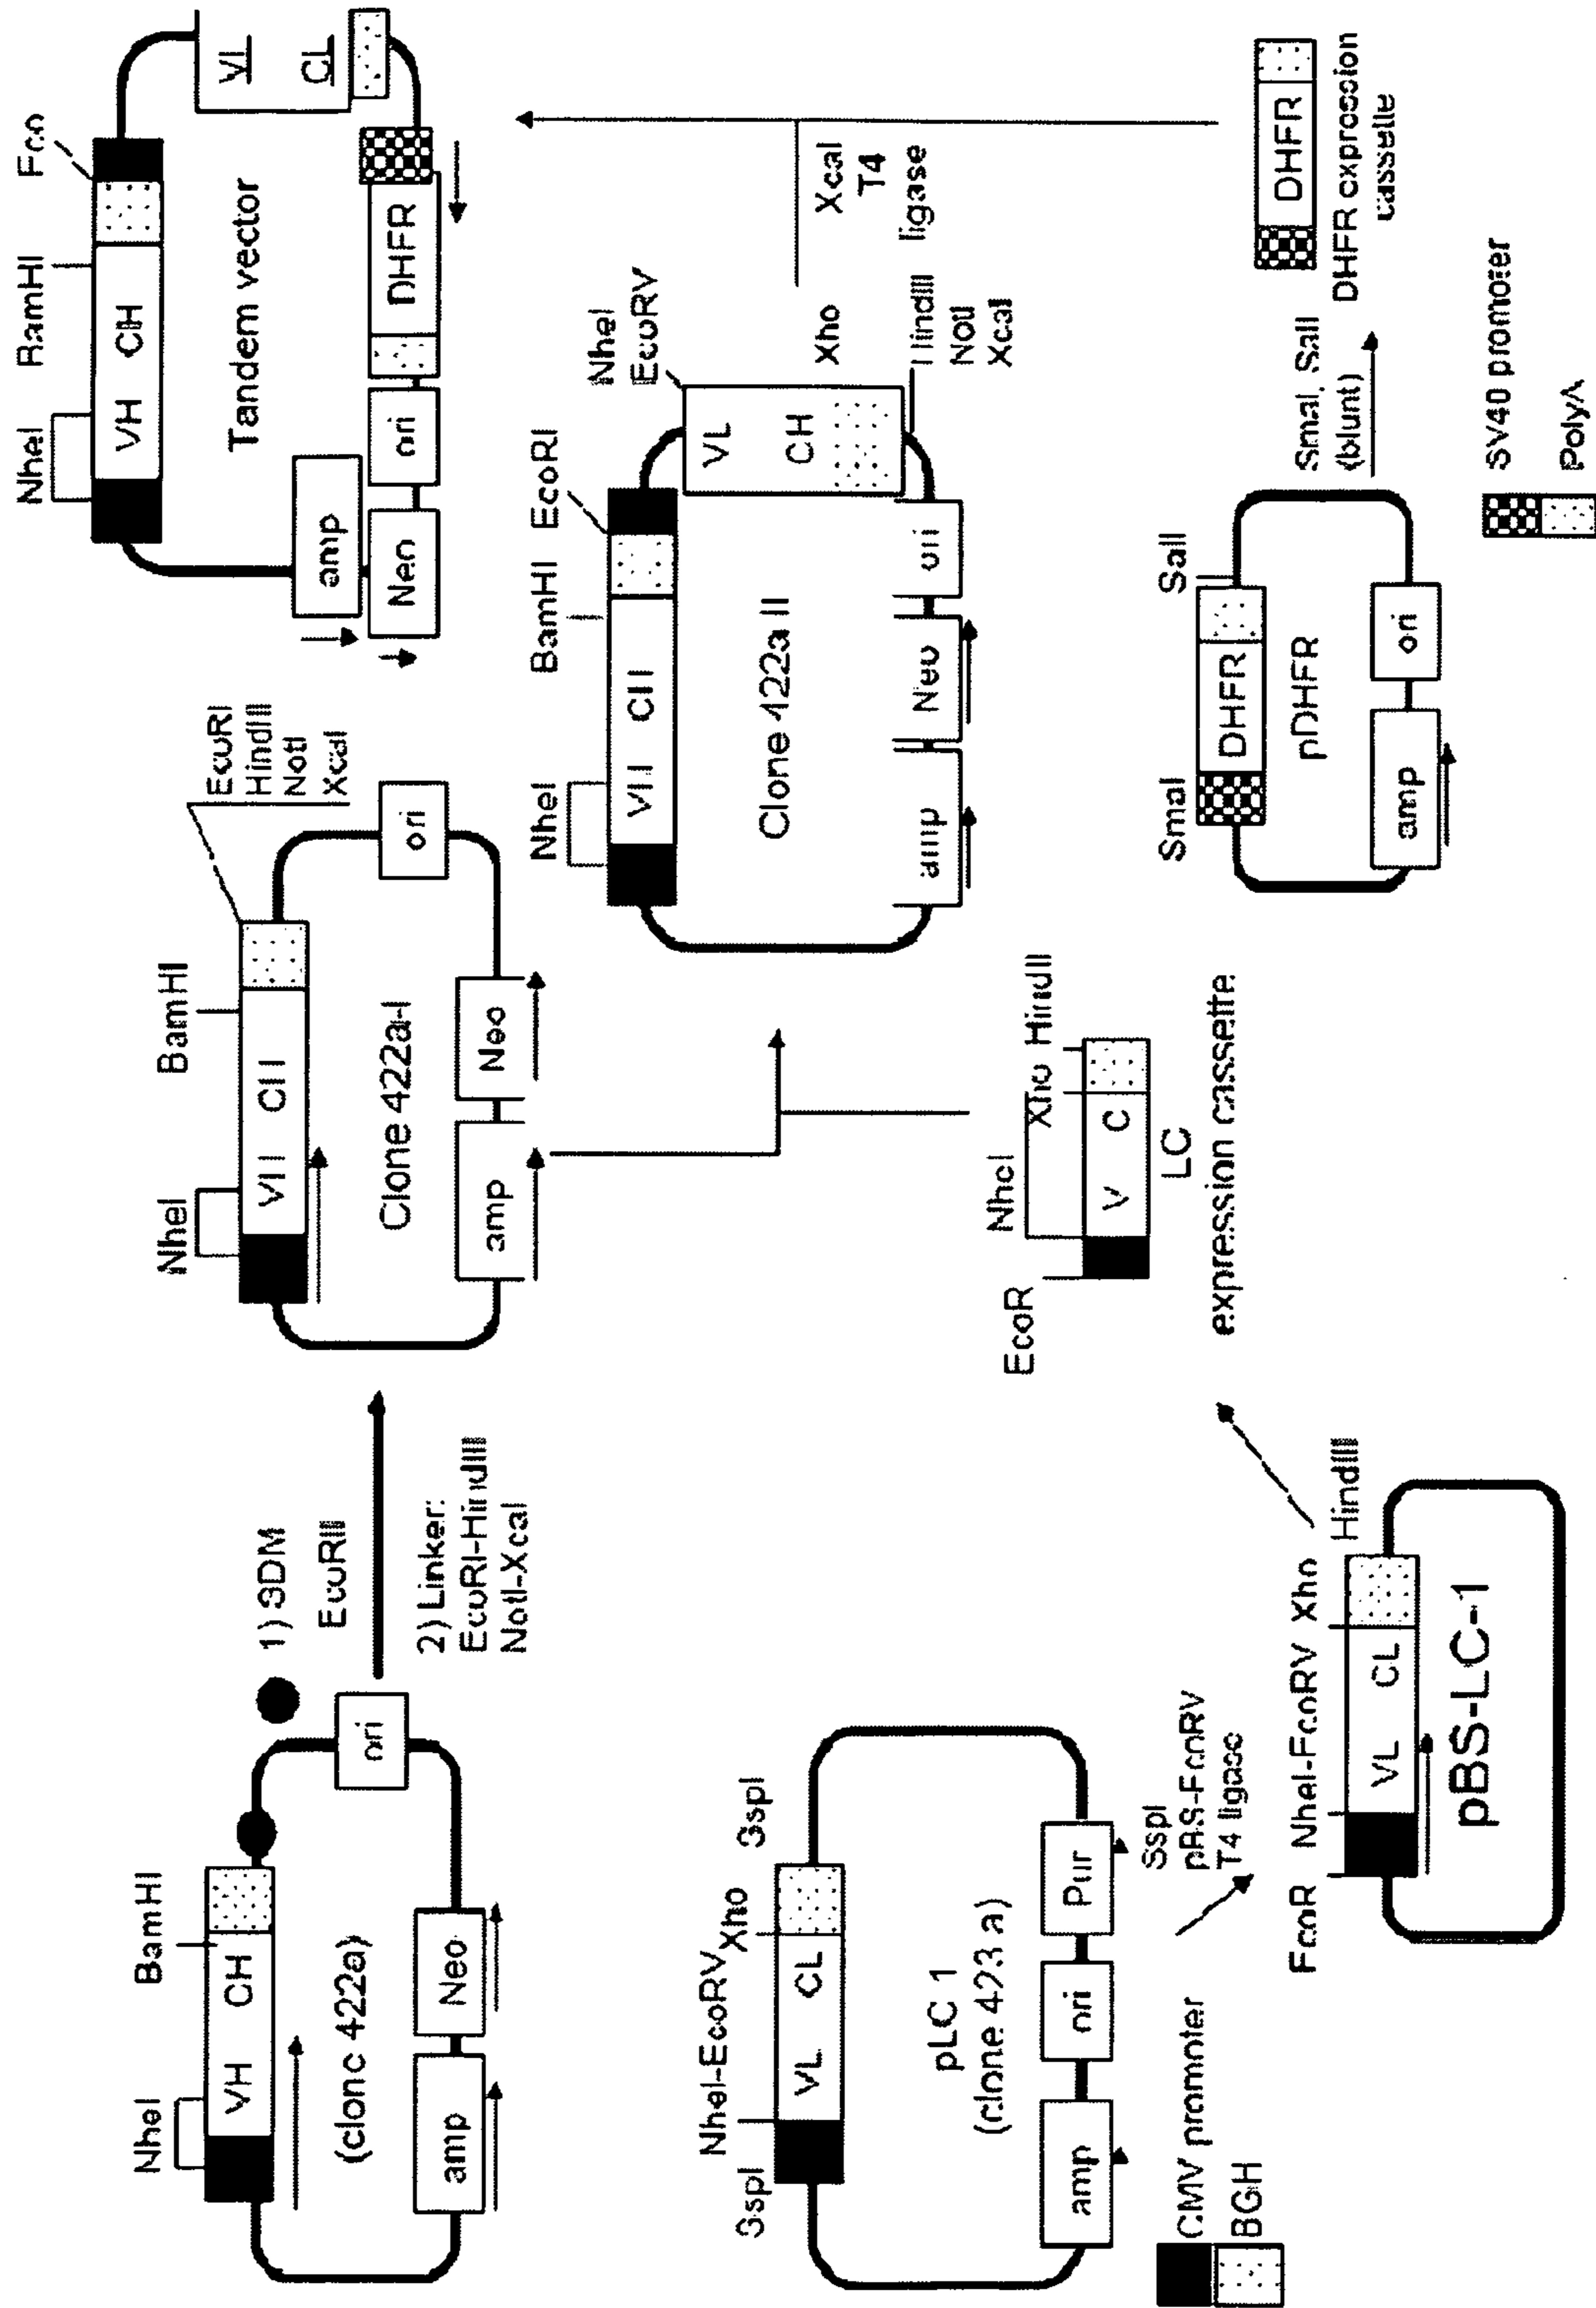 NheI
BamHI
VH CH
(clone 422a)
amp
Neo
ori
1) SDM
EcoRII
2) Linker:
EcoRI-HindIII
NotI-XcaI
NheI
BamHI
EcoRI
HindIII
NotI
XcaI
VH CH
Clone 422a-I
amp
Neo
ori
NheI
BamHI
Eco
VH CH
Tandem vector
VL
CL
amp
Neo
ori
DHFR
SspI
NheI-EcoRV
Xho
SspI
VL CL
pLC 1
(clone 423 a)
amp
ori
Pur
CMV promoter
BGH
SspI
pBS-EcoRV
T4 ligase
EcoR
NheI-EcoRV
Xho
HindIII
VL CL
pBS-LC-1
EcoR
NheI
Xho
HindII
V C
LC
expression cassette
NheI
BamHI
EcoRI
VH CH
Clone 422a II
NheI
EcoRV
VL
CH
Xho
HindIII
NotI
XcaI
amp
Neo
ori
XcaI
T4
ligase
SmaI
SalI
DHFR
pDHFR
amp
ori
SmaI, SalI
(blunt)
DHFR
DHFR expression
cassette
SV40 promoter
PolyA